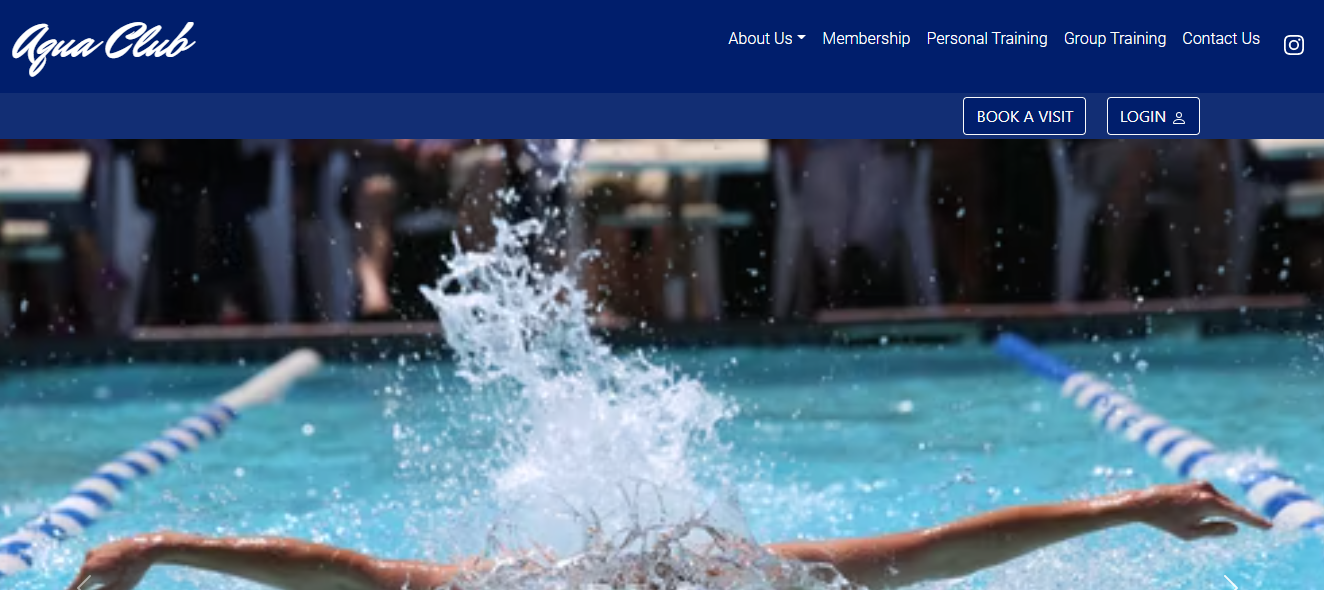 Aqua Club
About Us Membership Personal Training Group Training Contact Us
BOOK A VISIT LOGIN